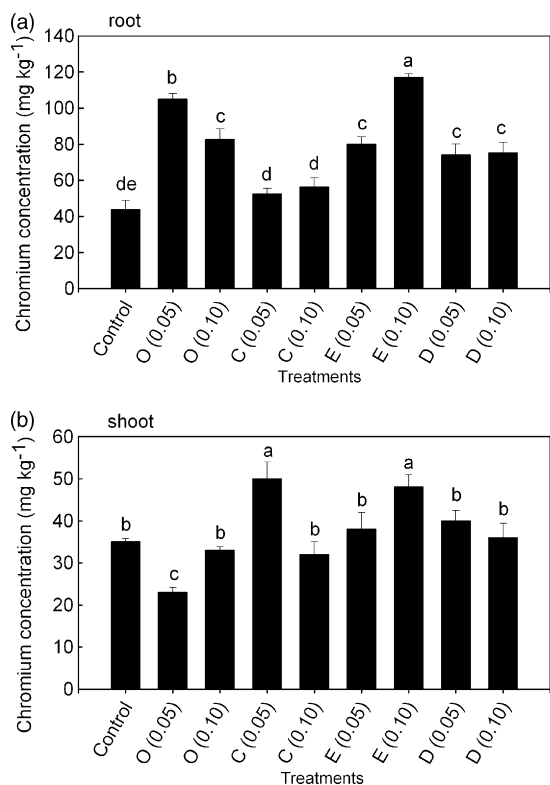 (a) root
Chromium concentration (mg kg⁻¹)
140
120
100
80
60
40
20
0
de
b
c
d
d
c
a
c
c
Control
O (0.05)
O (0.10)
C (0.05)
C (0.10)
E (0.05)
E (0.10)
D (0.05)
D (0.10)
Treatments
(b) shoot
Chromium concentration (mg kg⁻¹)
60
50
40
30
20
10
0
b
c
b
a
b
b
a
b
b
Control
O (0.05)
O (0.10)
C (0.05)
C (0.10)
E (0.05)
E (0.10)
D (0.05)
D (0.10)
Treatments